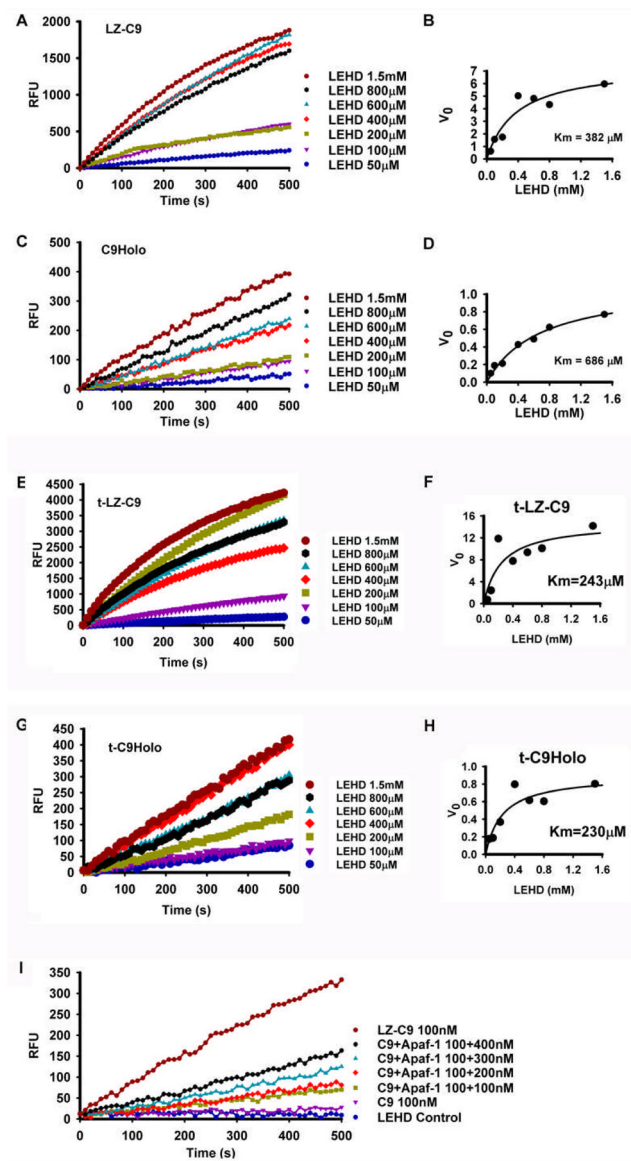 A
LZ-C9
2000
1500
1000
500
0
RFU
0 100 200 300 400 500
Time (s)
LEHD 1.5mM
LEHD 800µM
LEHD 600µM
LEHD 400µM
LEHD 200µM
LEHD 100µM
LEHD 50µM
B
7
6
5
4
3
2
1
0
V0
Km = 382 µM
0.0 0.4 0.8 1.2 1.6
LEHD (mM)
C
C9Holo
500
400
300
200
100
0
RFU
0 100 200 300 400 500
Time (s)
LEHD 1.5mM
LEHD 800µM
LEHD 600µM
LEHD 400µM
LEHD 200µM
LEHD 100µM
LEHD 50µM
D
1.0
0.8
0.6
0.4
0.2
0.0
V0
Km = 686 µM
0.0 0.4 0.8 1.2 1.6
LEHD (mM)
E
t-LZ-C9
4500
4000
3500
3000
2500
2000
1500
1000
500
0
RFU
0 100 200 300 400 500
Time (s)
LEHD 1.5mM
LEHD 800µM
LEHD 600µM
LEHD 400µM
LEHD 200µM
LEHD 100µM
LEHD 50µM
F
t-LZ-C9
16
12
8
4
0
V0
Km=243µM
0.0 0.4 0.8 1.2 1.6
LEHD (mM)
G
t-C9Holo
450
400
350
300
250
200
150
100
50
0
RFU
0 100 200 300 400 500
Time (s)
LEHD 1.5mM
LEHD 800µM
LEHD 600µM
LEHD 400µM
LEHD 200µM
LEHD 100µM
LEHD 50µM
H
t-C9Holo
1.0
0.8
0.6
0.4
0.2
0.0
V0
Km=230µM
0.0 0.4 0.8 1.2 1.6
LEHD (mM)
I
350
300
250
200
150
100
50
0
RFU
0 100 200 300 400 500
Time (s)
LZ-C9 100nM
C9+Apaf-1 100+400nM
C9+Apaf-1 100+300nM
C9+Apaf-1 100+200nM
C9+Apaf-1 100+100nM
C9 100nM
LEHD Control